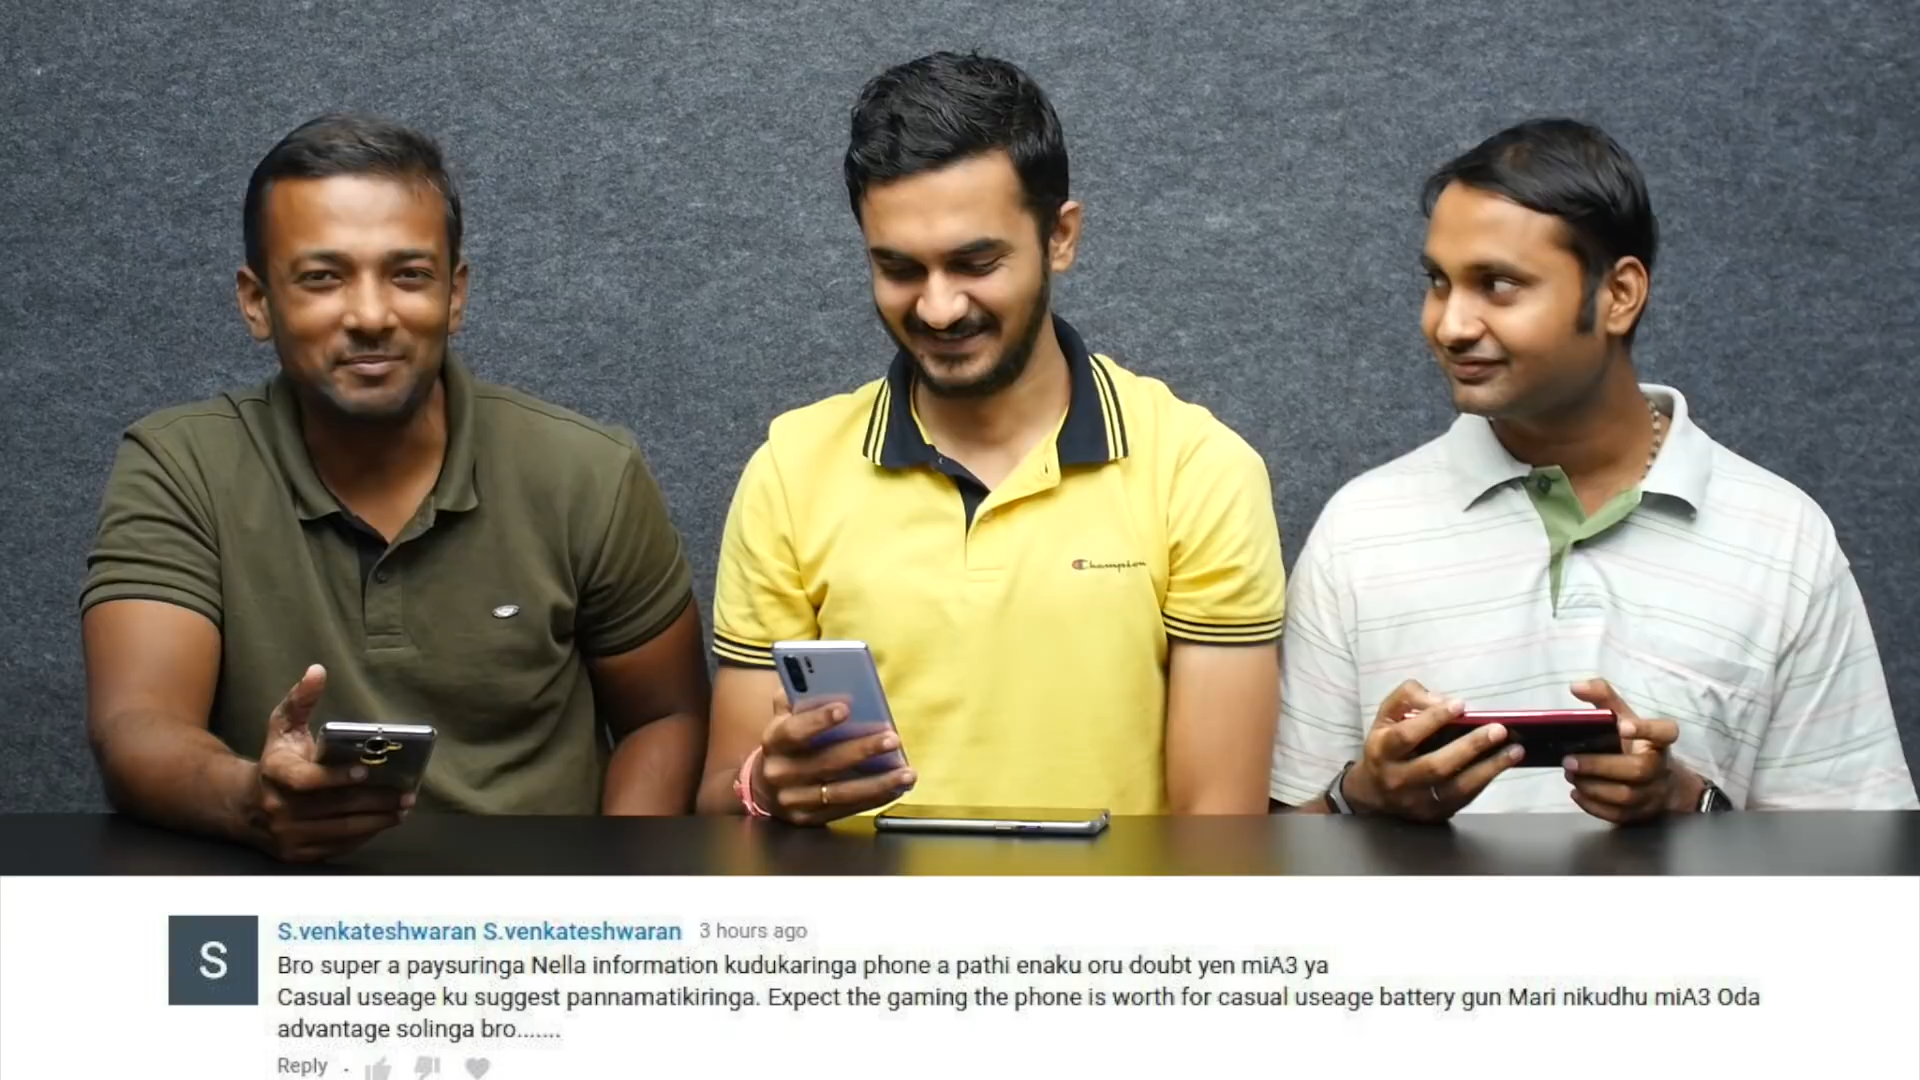 Champion
S
S.venkateshwaran S.venkateshwaran 3 hours ago
Bro super a paysuringa Nella information kudukaringa phone a pathi enaku oru doubt yen miA3 ya
Casual useage ku suggest pannamatikiringa. Expect the gaming the phone is worth for casual useage battery gun Mari nikudhu miA3 Oda
advantage solinga bro.......
Reply .